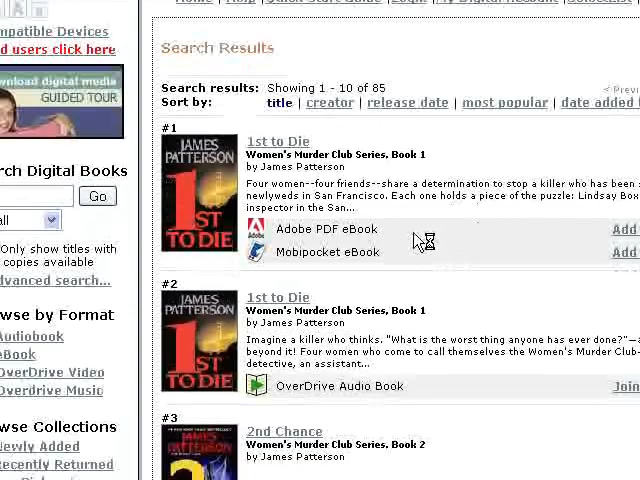 Home | Help | Quick Start Guide | Login | My Digital Account |
mpatible Devices
d users click here
wnload digital media
GUIDED TOUR
rch Digital Books
Go
all
Only show titles with
copies available
dvanced search...
wse by Format
Audiobook
eBook
OverDrive Video
OverDrive Music
wse Collections
Newly Added
Recently Returned
Search Results
Search results: Showing 1 - 10 of 85
< Previ
Sort by: title | creator | release date | most popular | date added t
#1
JAMES
PATTERSON
1ST
TO DIE
1st to Die
Women's Murder Club Series, Book 1
by James Patterson
Four women--four friends--share a determination to stop a killer who has been s
newlyweds in San Francisco. Each one holds a piece of the puzzle: Lindsay Box
inspector in the San...
Adobe PDF eBook
Add
Mobipocket eBook
Add
#2
JAMES
PATTERSON
1ST
TO DIE
1st to Die
Women's Murder Club Series, Book 1
by James Patterson
Imagine a killer who thinks. "What is the worst thing anyone has ever done?"—a
beyond it! Four women who come to call themselves the Women's Murder Club-
detective, an assistant...
OverDrive Audio Book
Join
#3
JAMES
PATTERSON
2
2nd Chance
Women's Murder Club Series, Book 2
by James Patterson